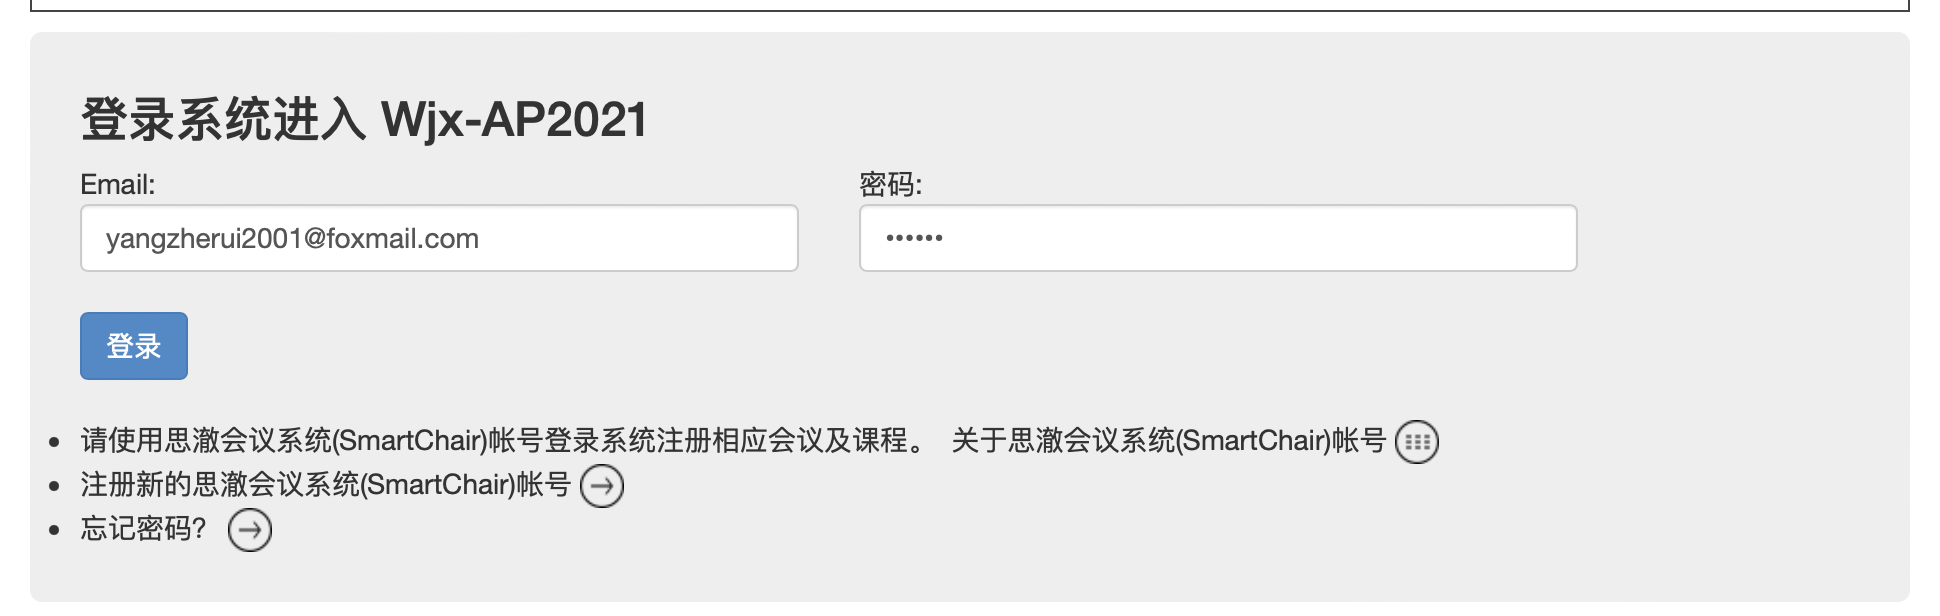 登录系统进入 Wjx-AP2021
Email:
密码:
yangzherui2001@foxmail.com
••••••
登录
请使用思澈会议系统(SmartChair)帐号登录系统注册相应会议及课程。 关于思澈会议系统(SmartChair)帐号
注册新的思澈会议系统(SmartChair)帐号
忘记密码?